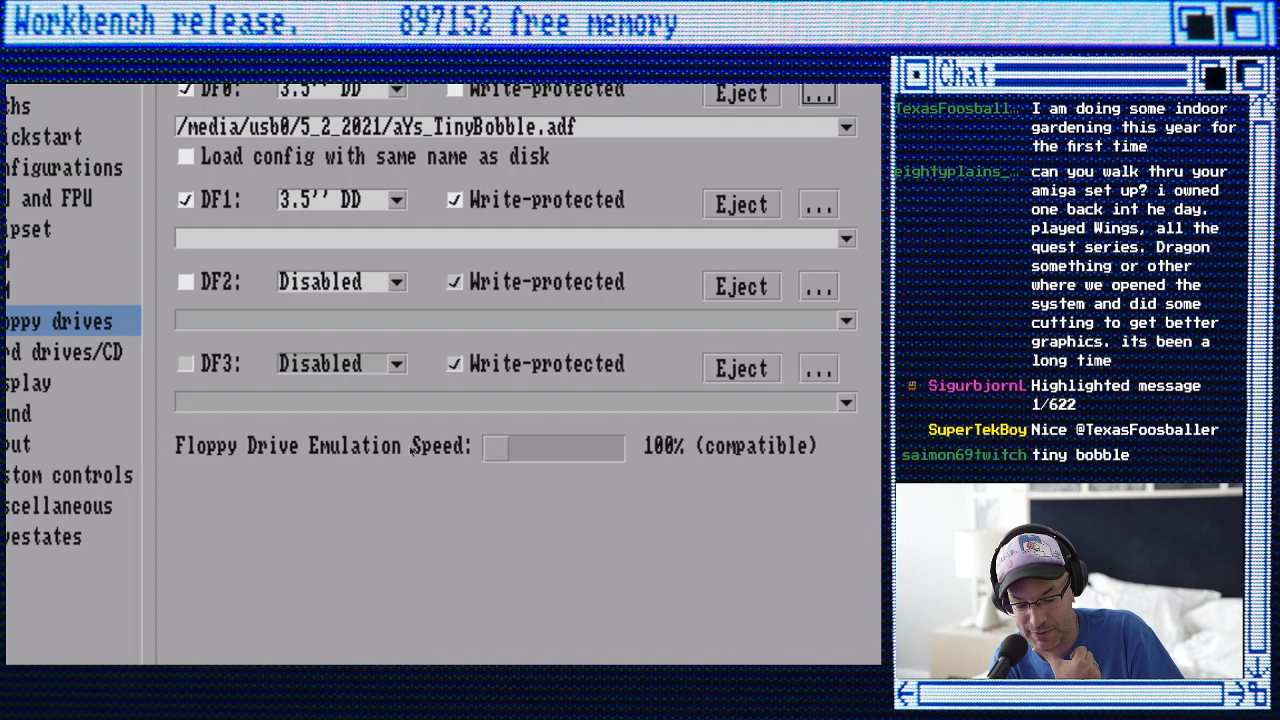 Workbench release. 897152 free memory
DF0: 3.5'' DD Write-protected Eject ...
/media/usb0/5_2_2021/aYs_TinyBobble.adf
Load config with same name as disk
DF1: 3.5'' DD Write-protected Eject ...
DF2: Disabled Write-protected Eject ...
DF3: Disabled Write-protected Eject ...
Floppy Drive Emulation Speed: 100% (compatible)
ths
ckstart
nfigurations
and FPU
ipset
oppy drives
rd drives/CD
splay
und
out
stom controls
scellaneous
vestates
Chat
TexasFoosball... I am doing some indoor
gardening this year for
the first time
eightyplains_... can you walk thru your
amiga set up? i owned
one back int he day.
played Wings, all the
quest series. Dragon
something or other
where we opened the
system and did some
cutting to get better
graphics. its been a
long time
SigurbjornL Highlighted message
1/622
SuperTekBoy Nice @TexasFoosballer
saimon69twitch tiny bobble